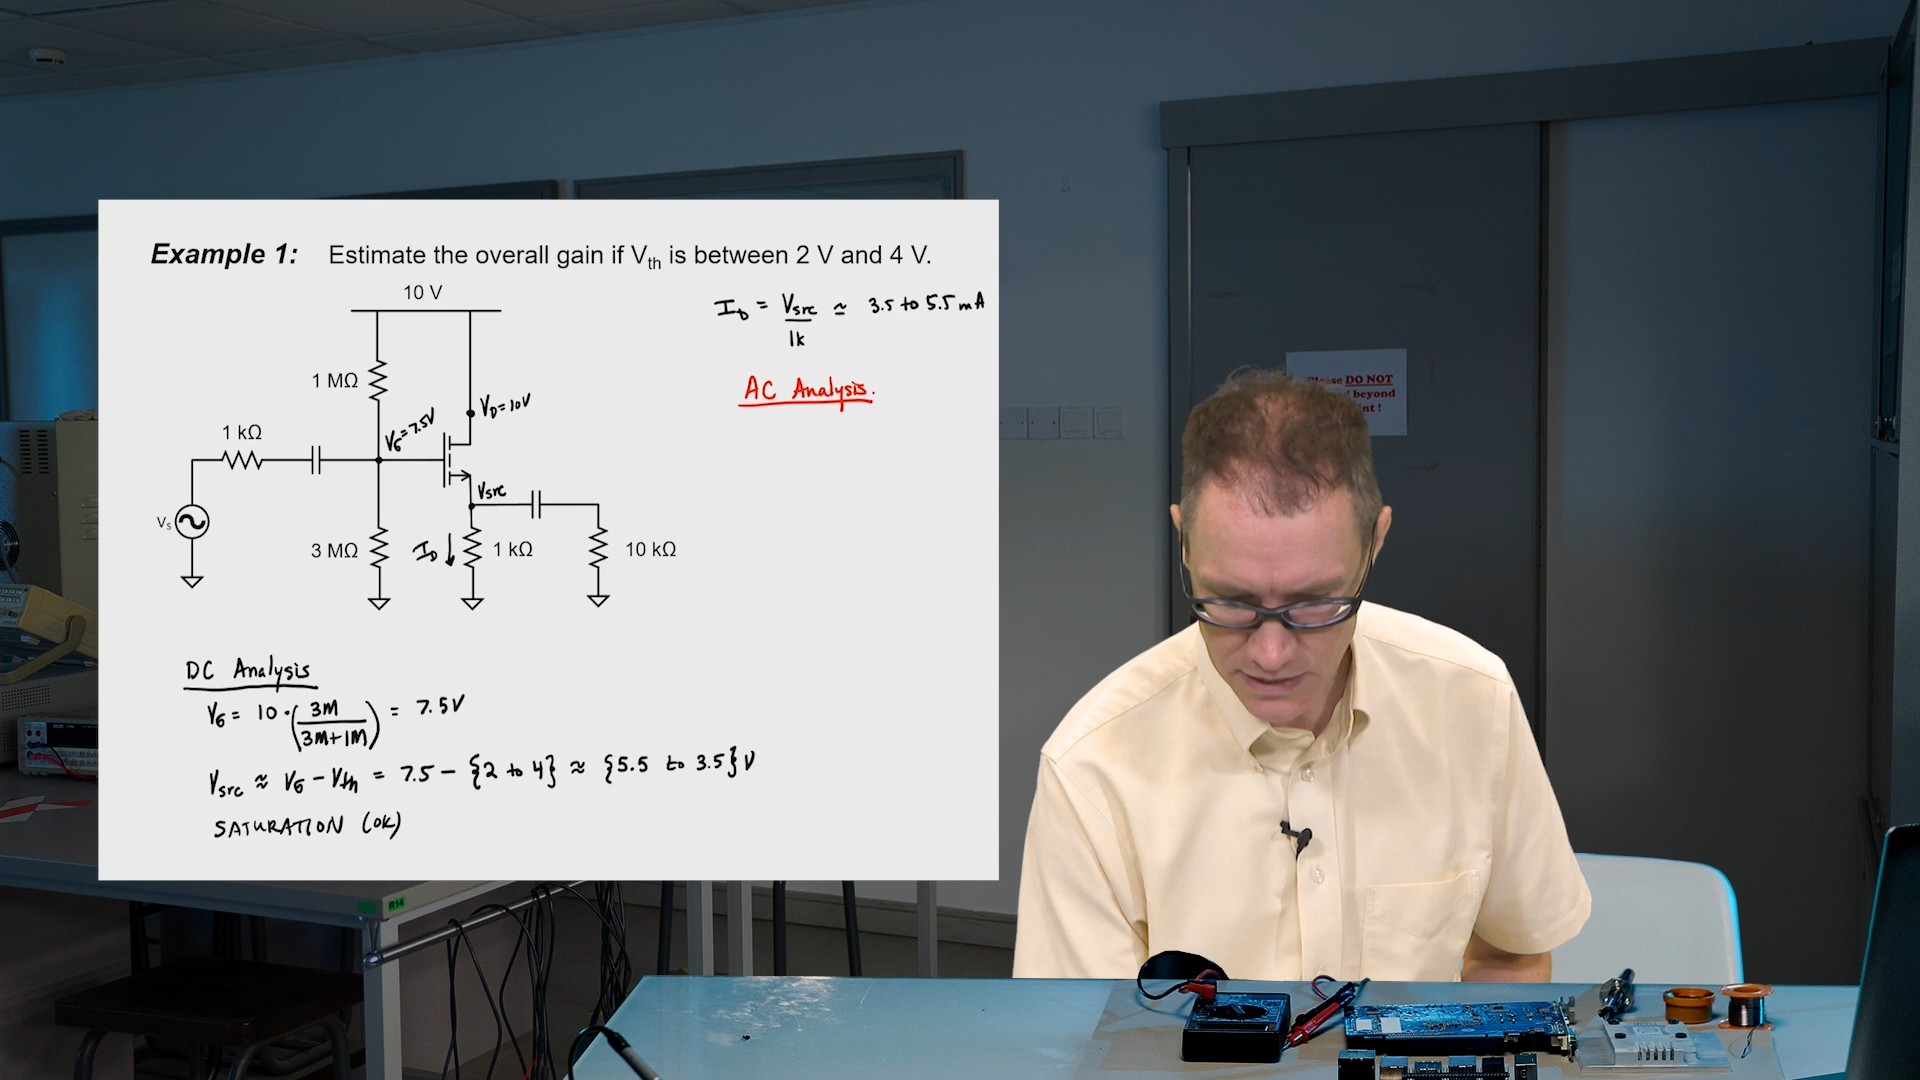 Example 1: Estimate the overall gain if Vth is between 2 V and 4 V.
10 V
I_D = Vsrc / 1k ≃ 3.5 to 5.5 mA
AC Analysis.
1 MΩ
VG = 7.5V
VD = 10V
1 kΩ
Vsrc
Vs
3 MΩ
ID ↓
1 kΩ
10 kΩ
DC Analysis
VG = 10 · (3M / 3M+1M) = 7.5V
Vsrc ≈ VG − Vth = 7.5 − {2 to 4} ≈ {5.5 to 3.5} V
SATURATION (OK)
DO NOT
beyond
R14